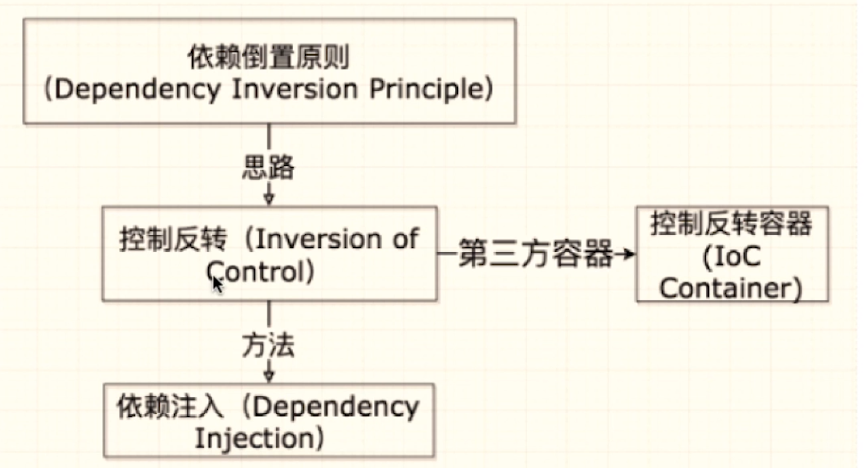 依赖倒置原则
（Dependency Inversion Principle）
思路
控制反转（Inversion of
Control）
第三方容器
控制反转容器
(IoC
Container)
方法
依赖注入（Dependency
Injection）